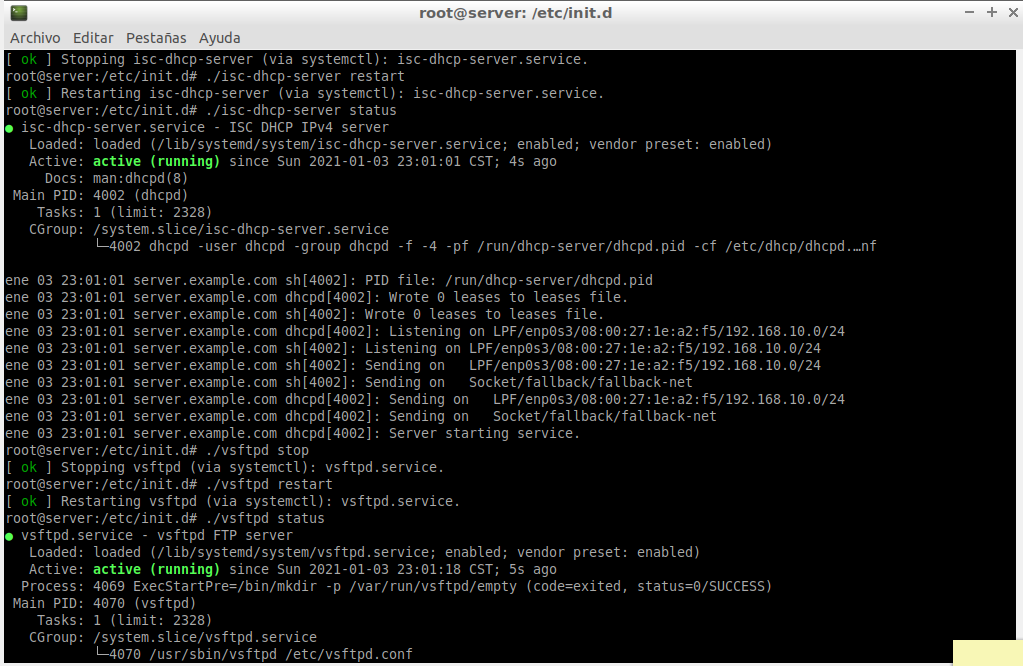 root@server: /etc/init.d
Archivo Editar Pestañas Ayuda
[ ok ] Stopping isc-dhcp-server (via systemctl): isc-dhcp-server.service.
root@server:/etc/init.d# ./isc-dhcp-server restart
[ ok ] Restarting isc-dhcp-server (via systemctl): isc-dhcp-server.service.
root@server:/etc/init.d# ./isc-dhcp-server status
● isc-dhcp-server.service - ISC DHCP IPv4 server
   Loaded: loaded (/lib/systemd/system/isc-dhcp-server.service; enabled; vendor preset: enabled)
   Active: active (running) since Sun 2021-01-03 23:01:01 CST; 4s ago
     Docs: man:dhcpd(8)
 Main PID: 4002 (dhcpd)
    Tasks: 1 (limit: 2328)
   CGroup: /system.slice/isc-dhcp-server.service
           └─4002 dhcpd -user dhcpd -group dhcpd -f -4 -pf /run/dhcp-server/dhcpd.pid -cf /etc/dhcp/dhcpd.…nf

ene 03 23:01:01 server.example.com sh[4002]: PID file: /run/dhcp-server/dhcpd.pid
ene 03 23:01:01 server.example.com dhcpd[4002]: Wrote 0 leases to leases file.
ene 03 23:01:01 server.example.com sh[4002]: Wrote 0 leases to leases file.
ene 03 23:01:01 server.example.com dhcpd[4002]: Listening on LPF/enp0s3/08:00:27:1e:a2:f5/192.168.10.0/24
ene 03 23:01:01 server.example.com sh[4002]: Listening on LPF/enp0s3/08:00:27:1e:a2:f5/192.168.10.0/24
ene 03 23:01:01 server.example.com sh[4002]: Sending on   LPF/enp0s3/08:00:27:1e:a2:f5/192.168.10.0/24
ene 03 23:01:01 server.example.com sh[4002]: Sending on   Socket/fallback/fallback-net
ene 03 23:01:01 server.example.com dhcpd[4002]: Sending on   LPF/enp0s3/08:00:27:1e:a2:f5/192.168.10.0/24
ene 03 23:01:01 server.example.com dhcpd[4002]: Sending on   Socket/fallback/fallback-net
ene 03 23:01:01 server.example.com dhcpd[4002]: Server starting service.
root@server:/etc/init.d# ./vsftpd stop
[ ok ] Stopping vsftpd (via systemctl): vsftpd.service.
root@server:/etc/init.d# ./vsftpd restart
[ ok ] Restarting vsftpd (via systemctl): vsftpd.service.
root@server:/etc/init.d# ./vsftpd status
● vsftpd.service - vsftpd FTP server
   Loaded: loaded (/lib/systemd/system/vsftpd.service; enabled; vendor preset: enabled)
   Active: active (running) since Sun 2021-01-03 23:01:18 CST; 5s ago
  Process: 4069 ExecStartPre=/bin/mkdir -p /var/run/vsftpd/empty (code=exited, status=0/SUCCESS)
 Main PID: 4070 (vsftpd)
    Tasks: 1 (limit: 2328)
   CGroup: /system.slice/vsftpd.service
           └─4070 /usr/sbin/vsftpd /etc/vsftpd.conf